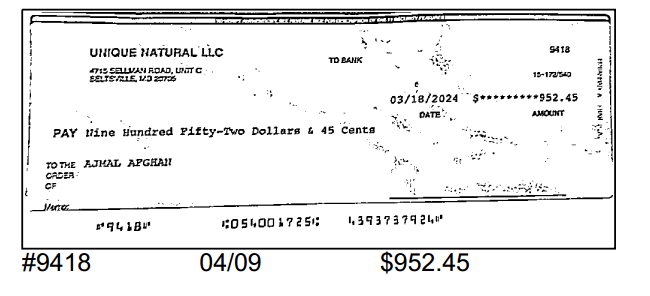 UNIQUE NATURAL LLC
9418
4715 SELLMAN ROAD, UNIT C
TO BANK
BELTSVILLE, MD 20705
15-172/540
03/18/2024 $*********952.45
DATE AMOUNT
PAY Nine Hundred Fifty-Two Dollars & 45 Cents
TO THE AJMAL AFGHAN
ORDER
OF
Memo:
⑈9418⑈ ⑆054001725⑆ 4393737924⑈
#9418 04/09 $952.45